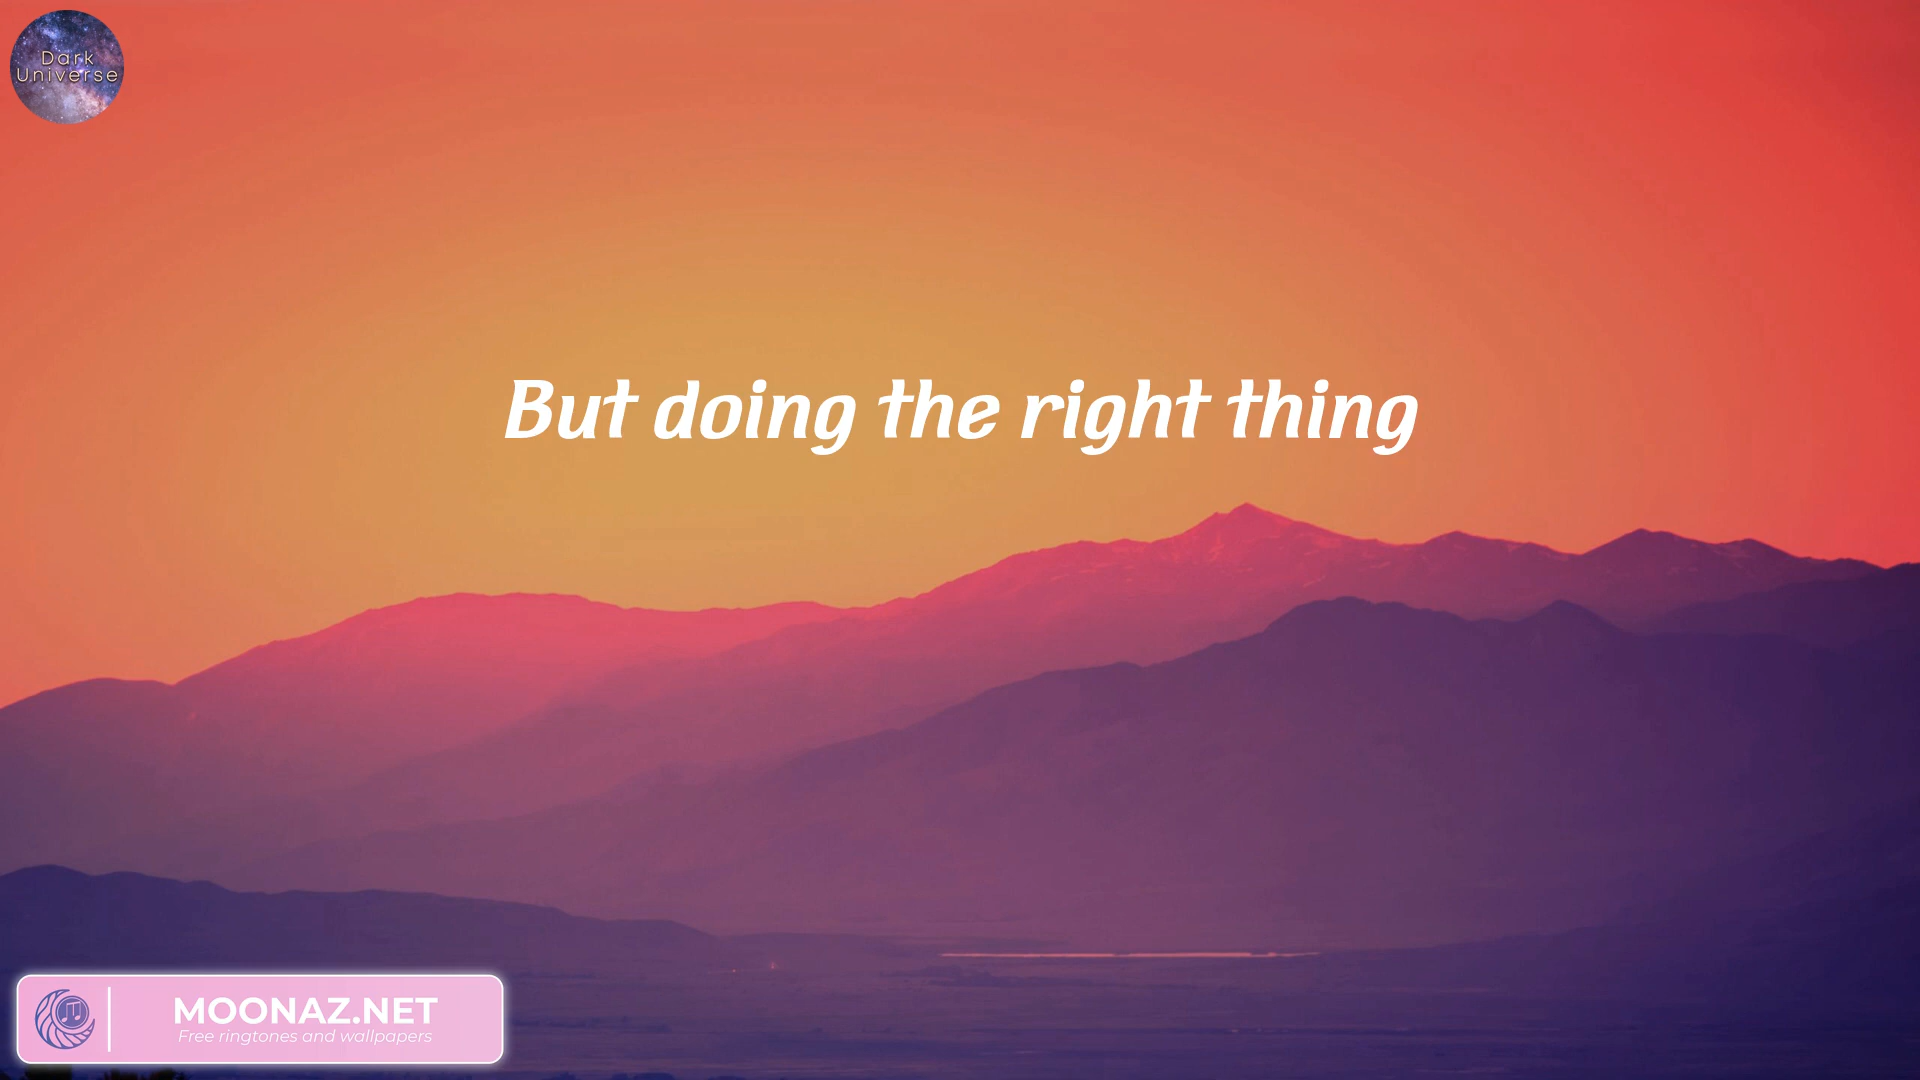 Dark
Universe
But doing the right thing
MOONAZ.NET
Free ringtones and wallpapers